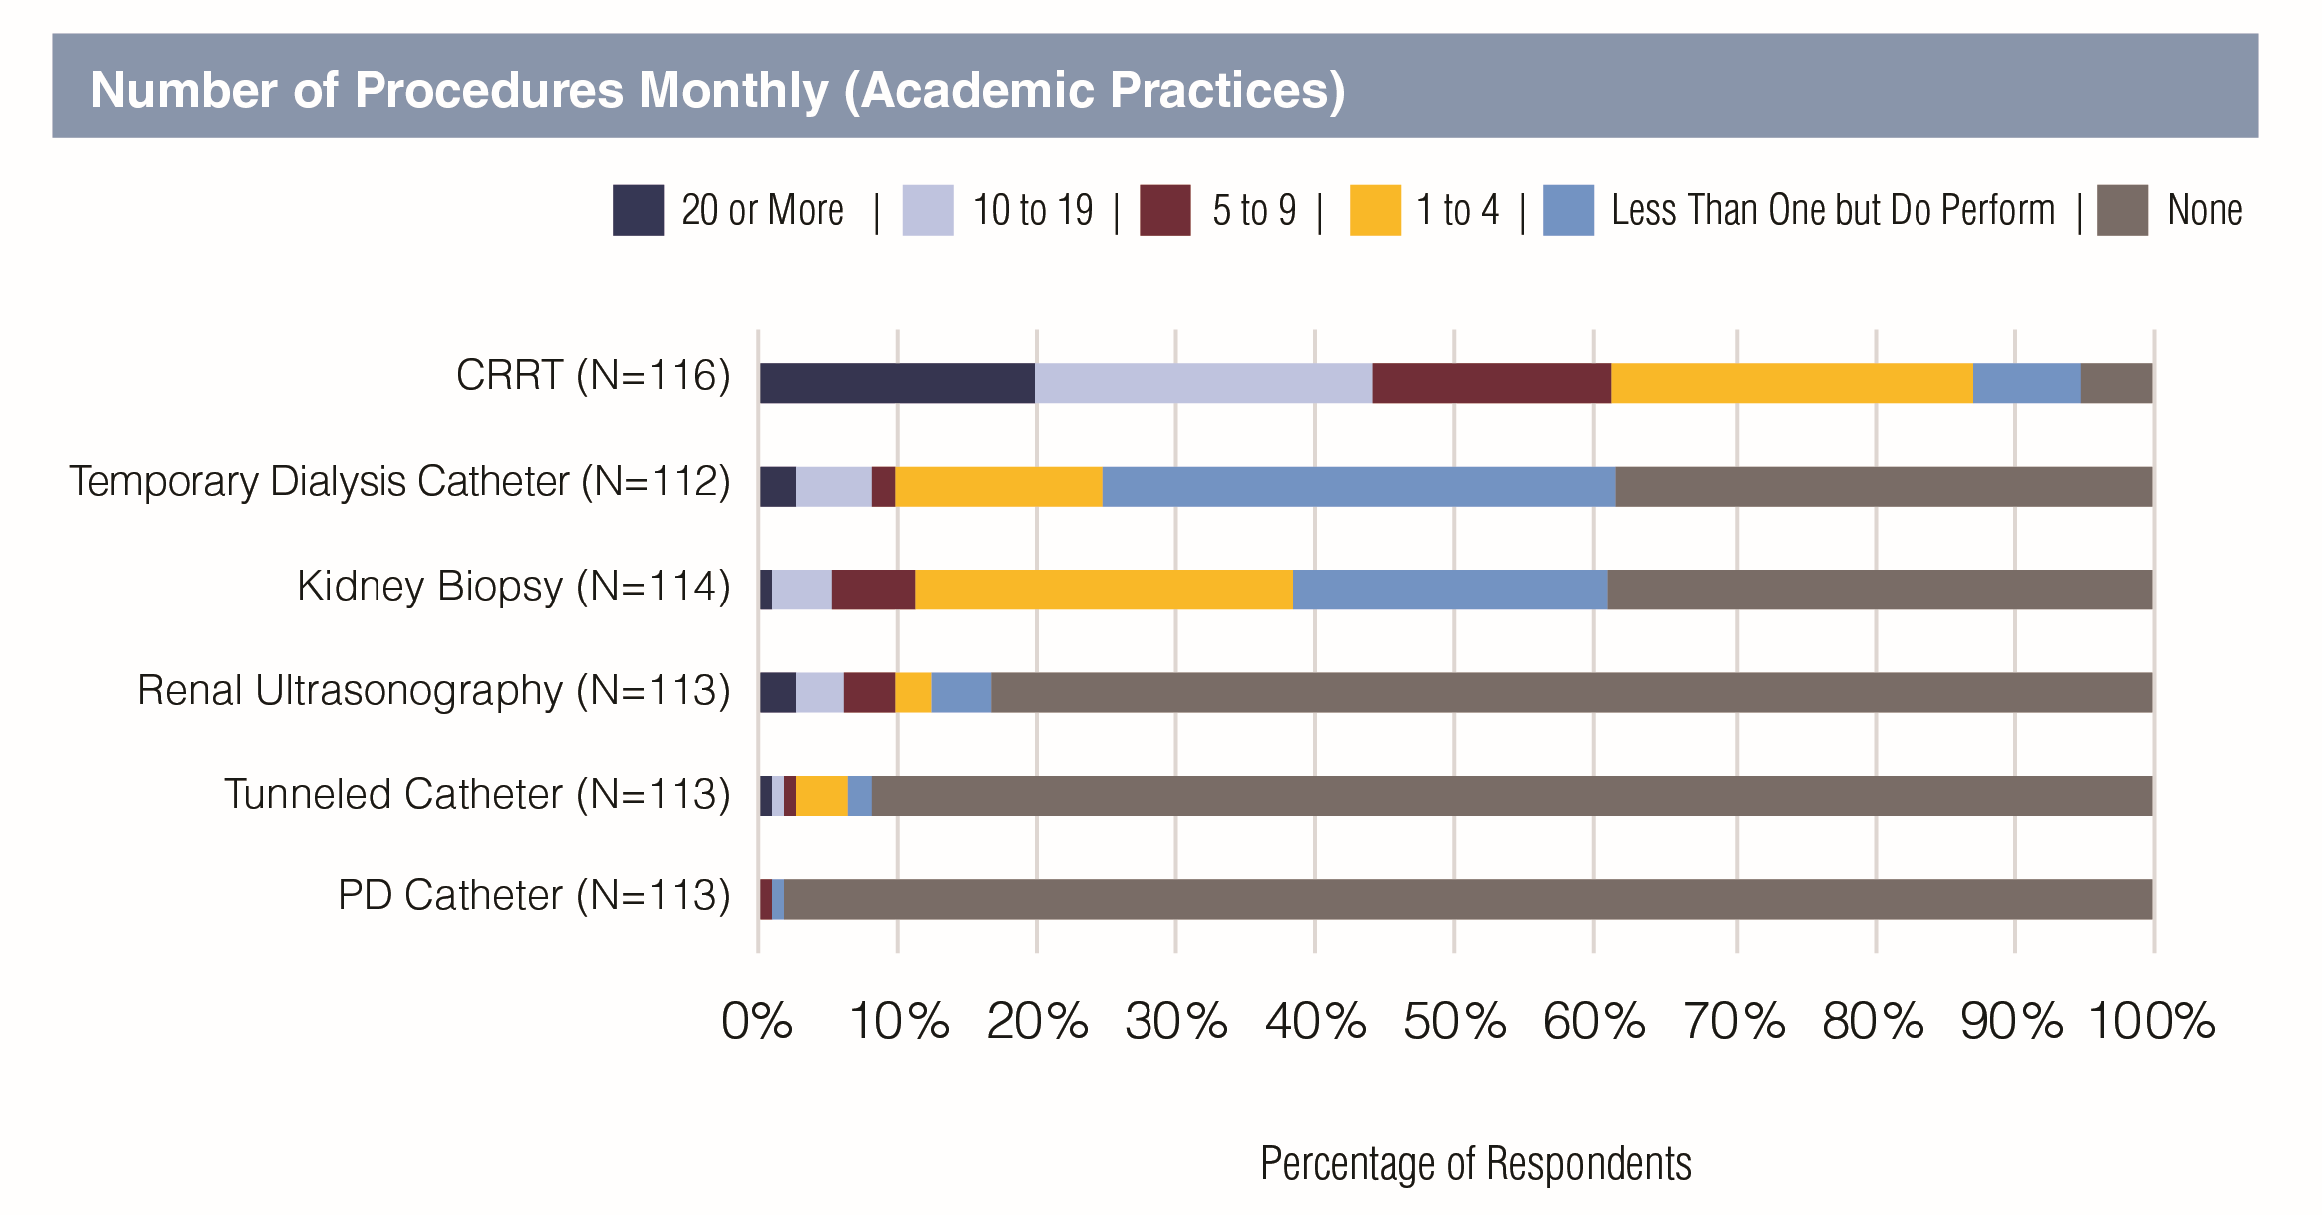 Number of Procedures Monthly (Academic Practices)
20 or More | 10 to 19 | 5 to 9 | 1 to 4 | Less Than One but Do Perform | None
CRRT (N=116)
Temporary Dialysis Catheter (N=112)
Kidney Biopsy (N=114)
Renal Ultrasonography (N=113)
Tunneled Catheter (N=113)
PD Catheter (N=113)
0% 10% 20% 30% 40% 50% 60% 70% 80% 90% 100%
Percentage of Respondents